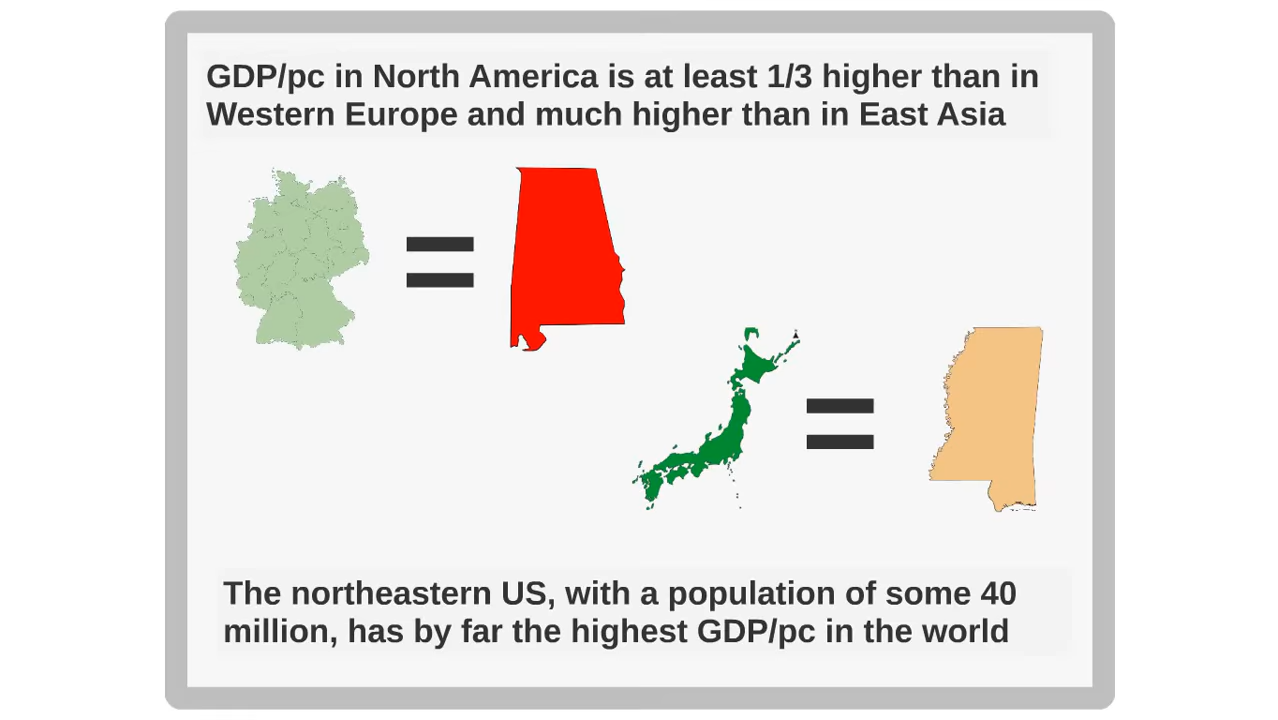 GDP/pc in North America is at least 1/3 higher than in
Western Europe and much higher than in East Asia
The northeastern US, with a population of some 40
million, has by far the highest GDP/pc in the world